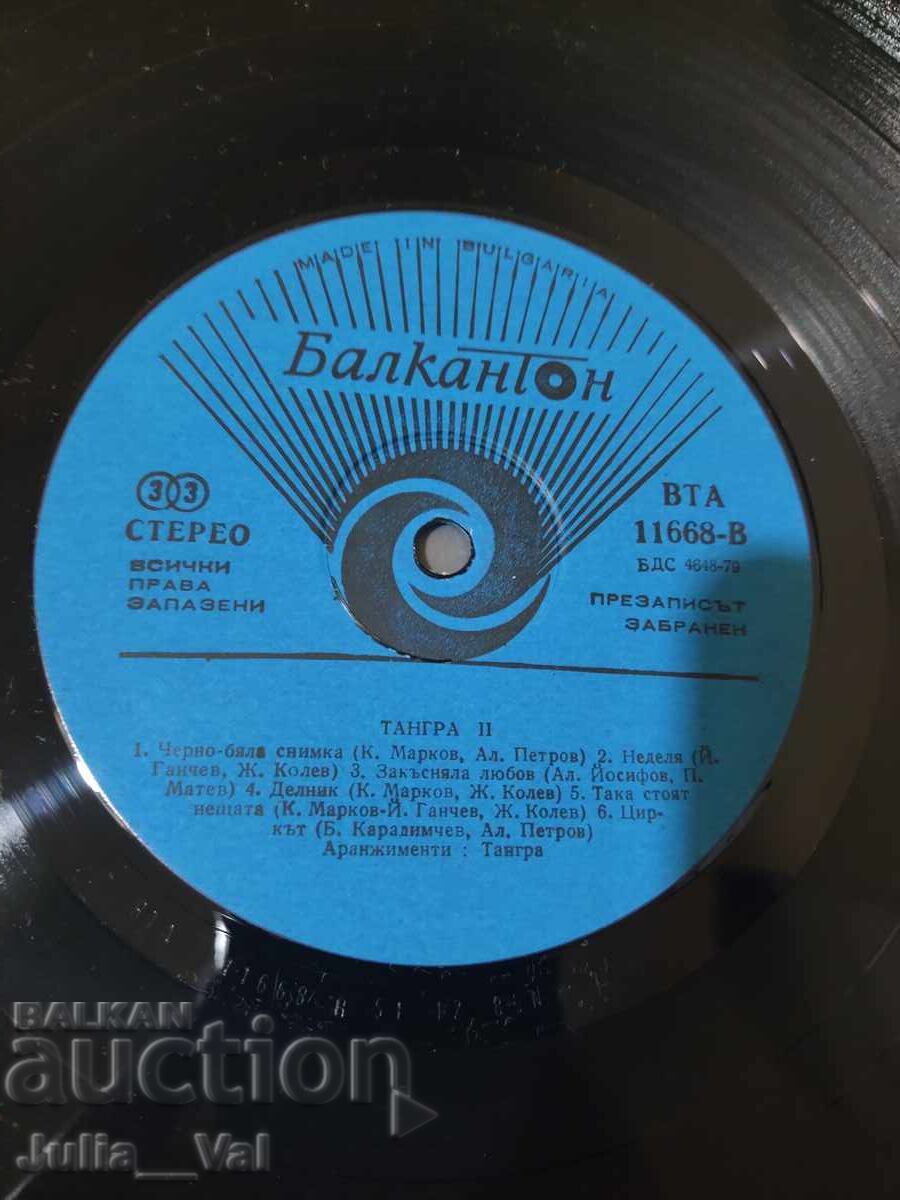 MADE IN BULGARIA
Балкантон
33
СТЕРЕО
ВСИЧКИ
ПРАВА
ЗАПАЗЕНИ
ВТА
11668-В
БДС 4648-79
ПРЕЗАПИСЪТ
ЗАБРАНЕН
ТАНГРА II
1. Черно-бяла снимка (К. Марков, Ал. Петров) 2. Неделя (Й.
Ганчев, Ж. Колев) 3. Закъсняла любов (Ал. Йосифов, П.
Матев) 4. Делник (К. Марков, Ж. Колев) 5. Така стоят
нещата (К. Марков-Й. Ганчев, Ж. Колев) 6. Цир-
кът (Б. Карадимчев, Ал. Петров)
Аранжименти : Тангра
BALKAN
auction
Julia__Val